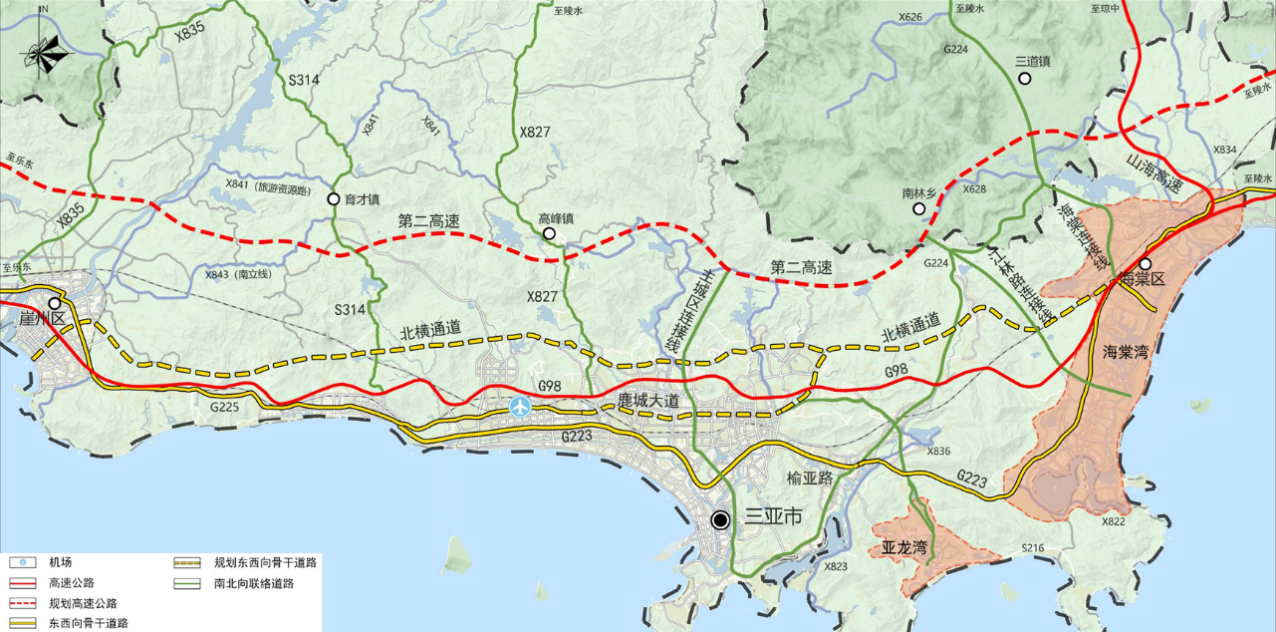 N
X835
至陵水
X626
至陵水
至琼中
G224
三道镇
S314
至陵水
X841
X841
X827
X834
至乐东
山海高速
至陵水
X841（旅游资源路）
育才镇
X628
南林乡
X835
第二高速
高峰镇
海棠连接线
G224
江林路连接线
至乐东
X843（南立线）
第二高速
海棠区
主城区连接线
X827
S314
崖州区
北横通道
北横通道
海棠湾
G98
G98
G225
鹿城大道
G223
X836
榆亚路
G223
三亚市
X822
亚龙湾
S216
X823
机场
高速公路
规划高速公路
东西向骨干道路
规划东西向骨干道路
南北向联络道路